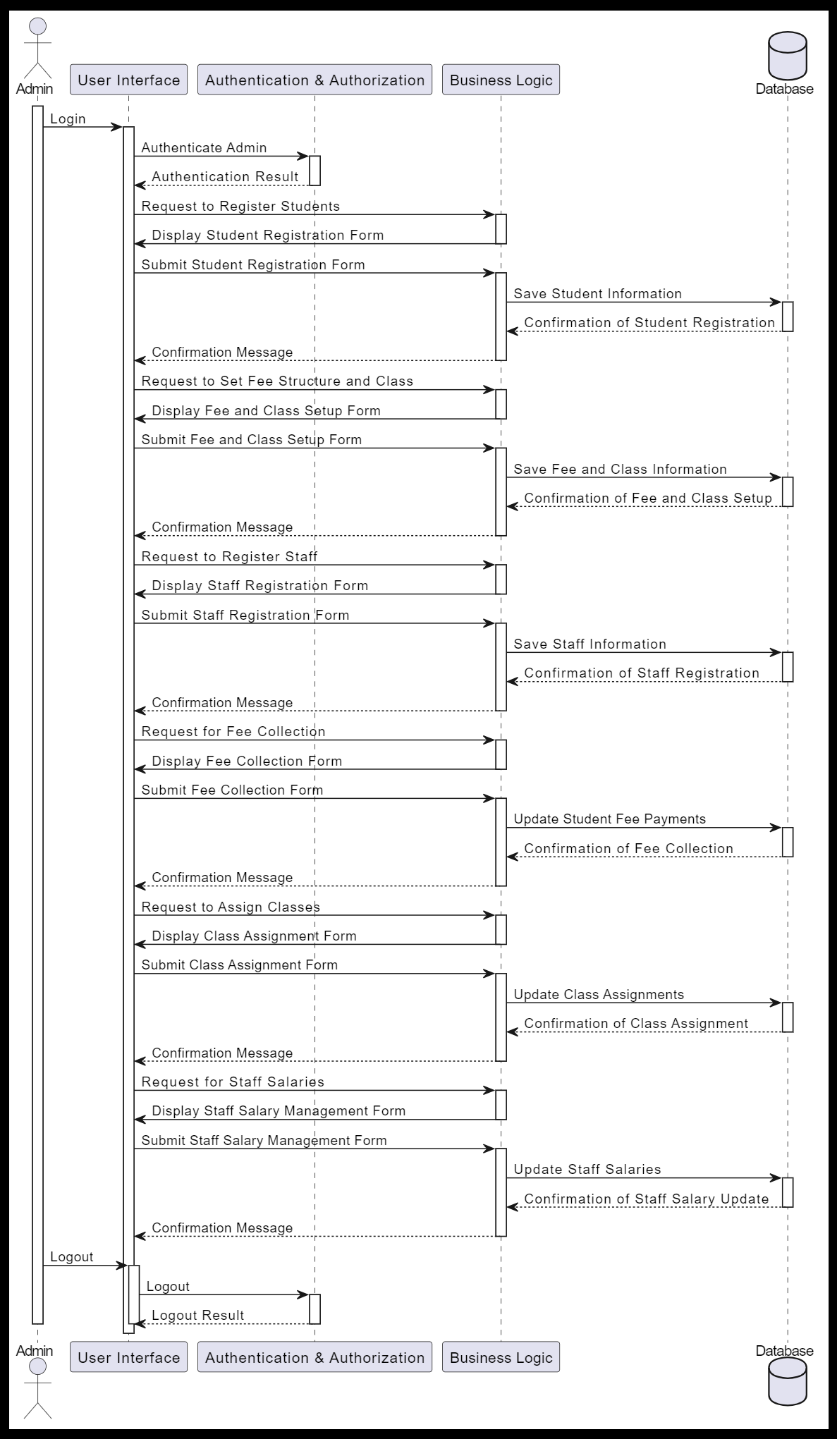 Admin
User Interface
Authentication & Authorization
Business Logic
Database
Login
Authenticate Admin
Authentication Result
Request to Register Students
Display Student Registration Form
Submit Student Registration Form
Save Student Information
Confirmation of Student Registration
Confirmation Message
Request to Set Fee Structure and Class
Display Fee and Class Setup Form
Submit Fee and Class Setup Form
Save Fee and Class Information
Confirmation of Fee and Class Setup
Confirmation Message
Request to Register Staff
Display Staff Registration Form
Submit Staff Registration Form
Save Staff Information
Confirmation of Staff Registration
Confirmation Message
Request for Fee Collection
Display Fee Collection Form
Submit Fee Collection Form
Update Student Fee Payments
Confirmation of Fee Collection
Confirmation Message
Request to Assign Classes
Display Class Assignment Form
Submit Class Assignment Form
Update Class Assignments
Confirmation of Class Assignment
Confirmation Message
Request for Staff Salaries
Display Staff Salary Management Form
Submit Staff Salary Management Form
Update Staff Salaries
Confirmation of Staff Salary Update
Confirmation Message
Logout
Logout
Logout Result
Admin
User Interface
Authentication & Authorization
Business Logic
Database